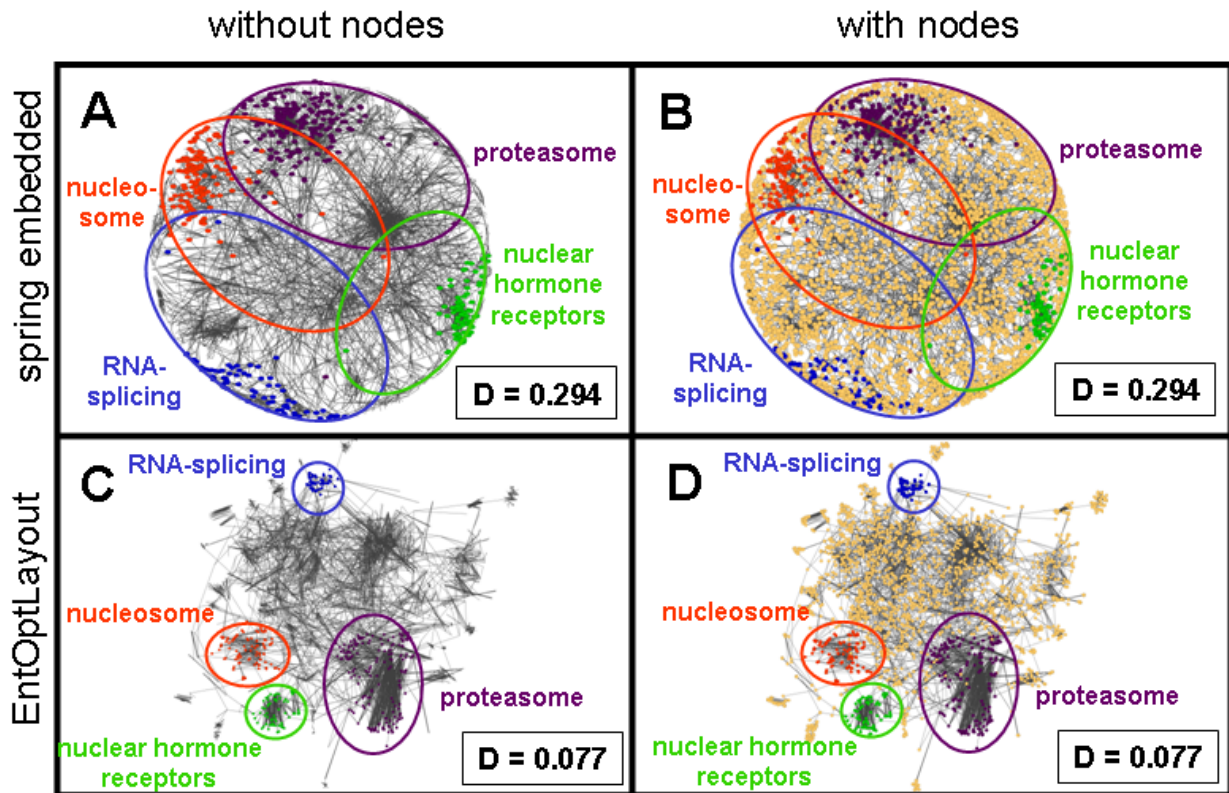 without nodes
with nodes
spring embedded
EntOptLayout
A
proteasome
nucleo-
some
nuclear
hormone
receptors
RNA-
splicing
D = 0.294
B
proteasome
nucleo-
some
nuclear
hormone
receptors
RNA-
splicing
D = 0.294
C
RNA-splicing
nucleosome
proteasome
nuclear hormone
receptors
D = 0.077
D
RNA-splicing
nucleosome
proteasome
nuclear hormone
receptors
D = 0.077